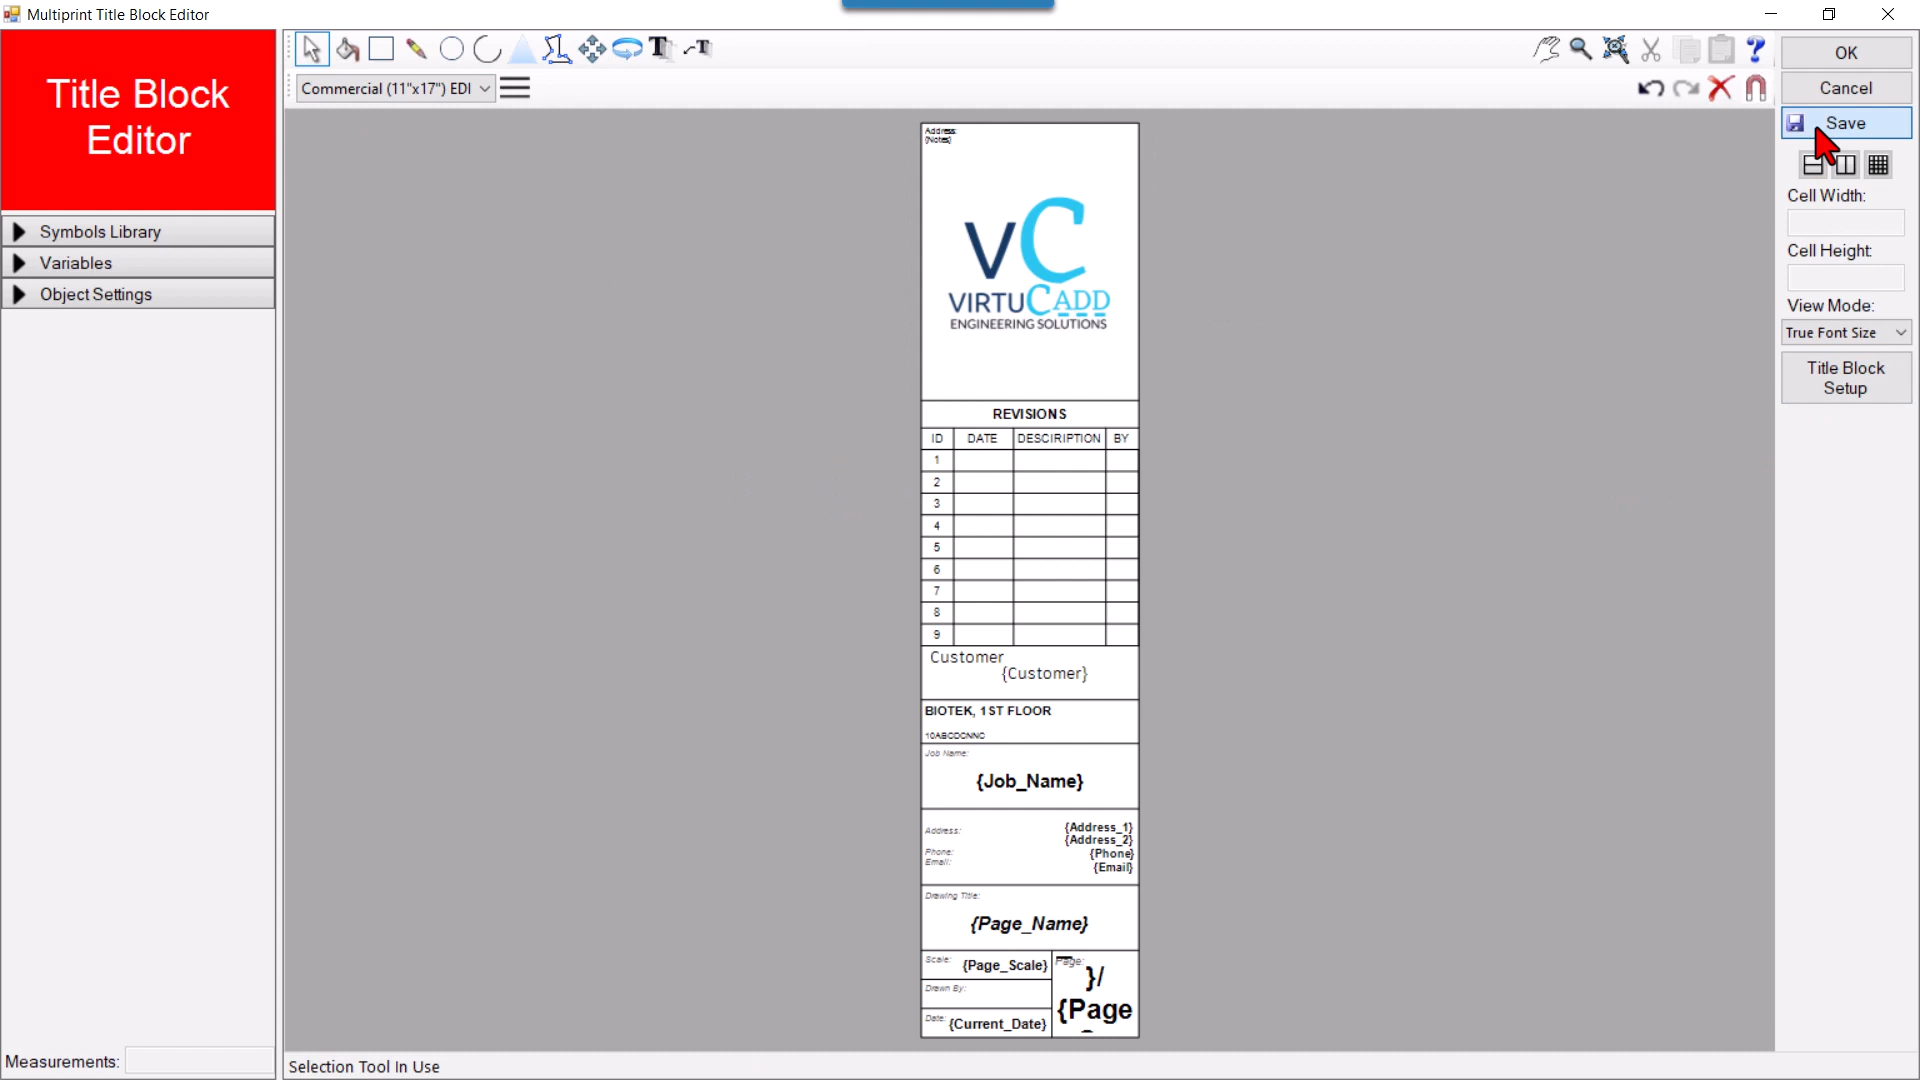 Multiprint Title Block Editor
Title Block
Editor
Commercial (11"x17") EDI
OK
Cancel
Save
Symbols Library
Variables
Object Settings
Cell Width:
Cell Height:
View Mode:
True Font Size
Title Block
Setup
Address:
{Notes}
VC
VIRTUCADD
ENGINEERING SOLUTIONS
REVISIONS
ID DATE DESCIRIPTION BY
1
2
3
4
5
6
7
8
9
Customer
{Customer}
BIOTEK, 1ST FLOOR
10ABCDCNNC
Job Name:
{Job_Name}
Address: {Address_1}
{Address_2}
Phone: {Phone}
Email: {Email}
Drawing Title:
{Page_Name}
Scale: {Page_Scale}
Page:
}/
{Page
Drawn By:
Date: {Current_Date}
Measurements:
Selection Tool In Use